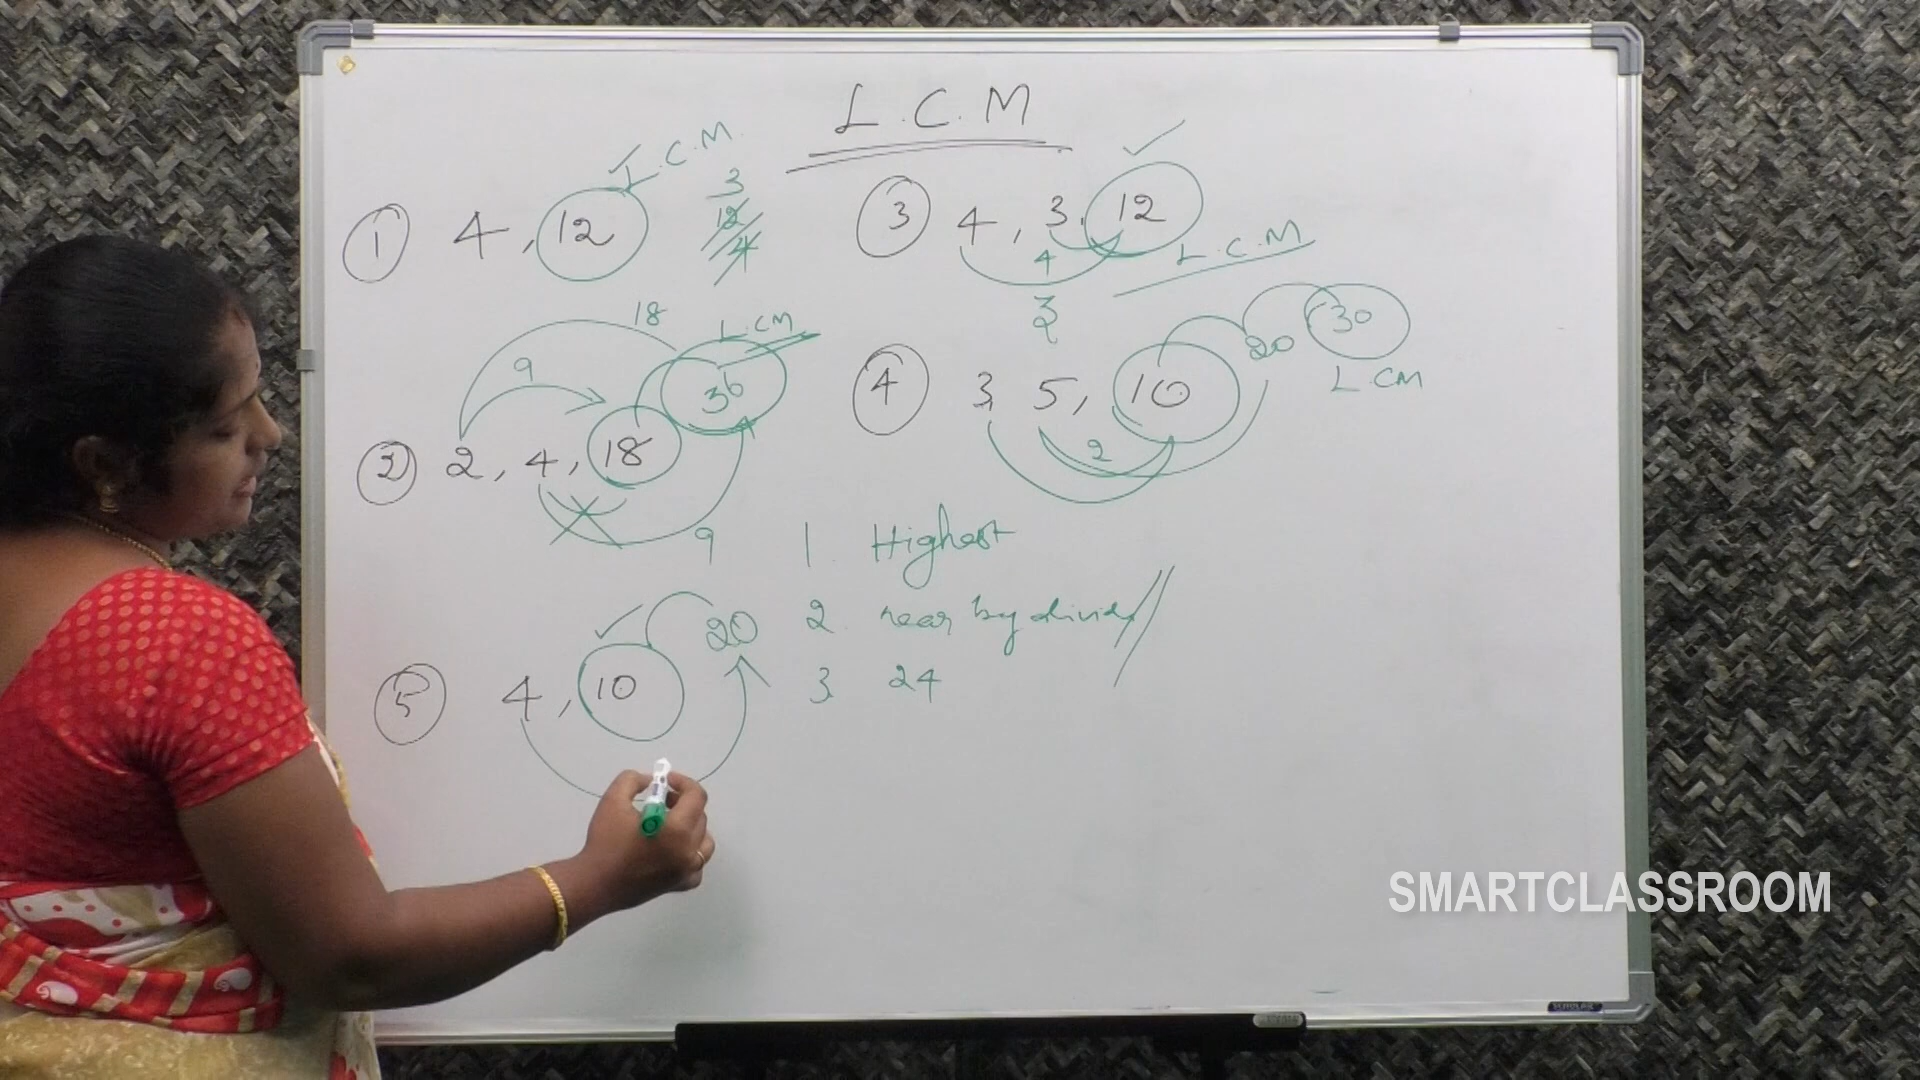 L.C.M
① 4, 12
L.C.M.
3
12
4
③ 4, 3, 12
4
3
L.C.M
② 2, 4, 18
9
18
36
L.CM
9
④ 3, 5, 10
2
20
30
L CM
1 Highest
2. near by
3 24
⑤ 4, 10
20
SMARTCLASSROOM